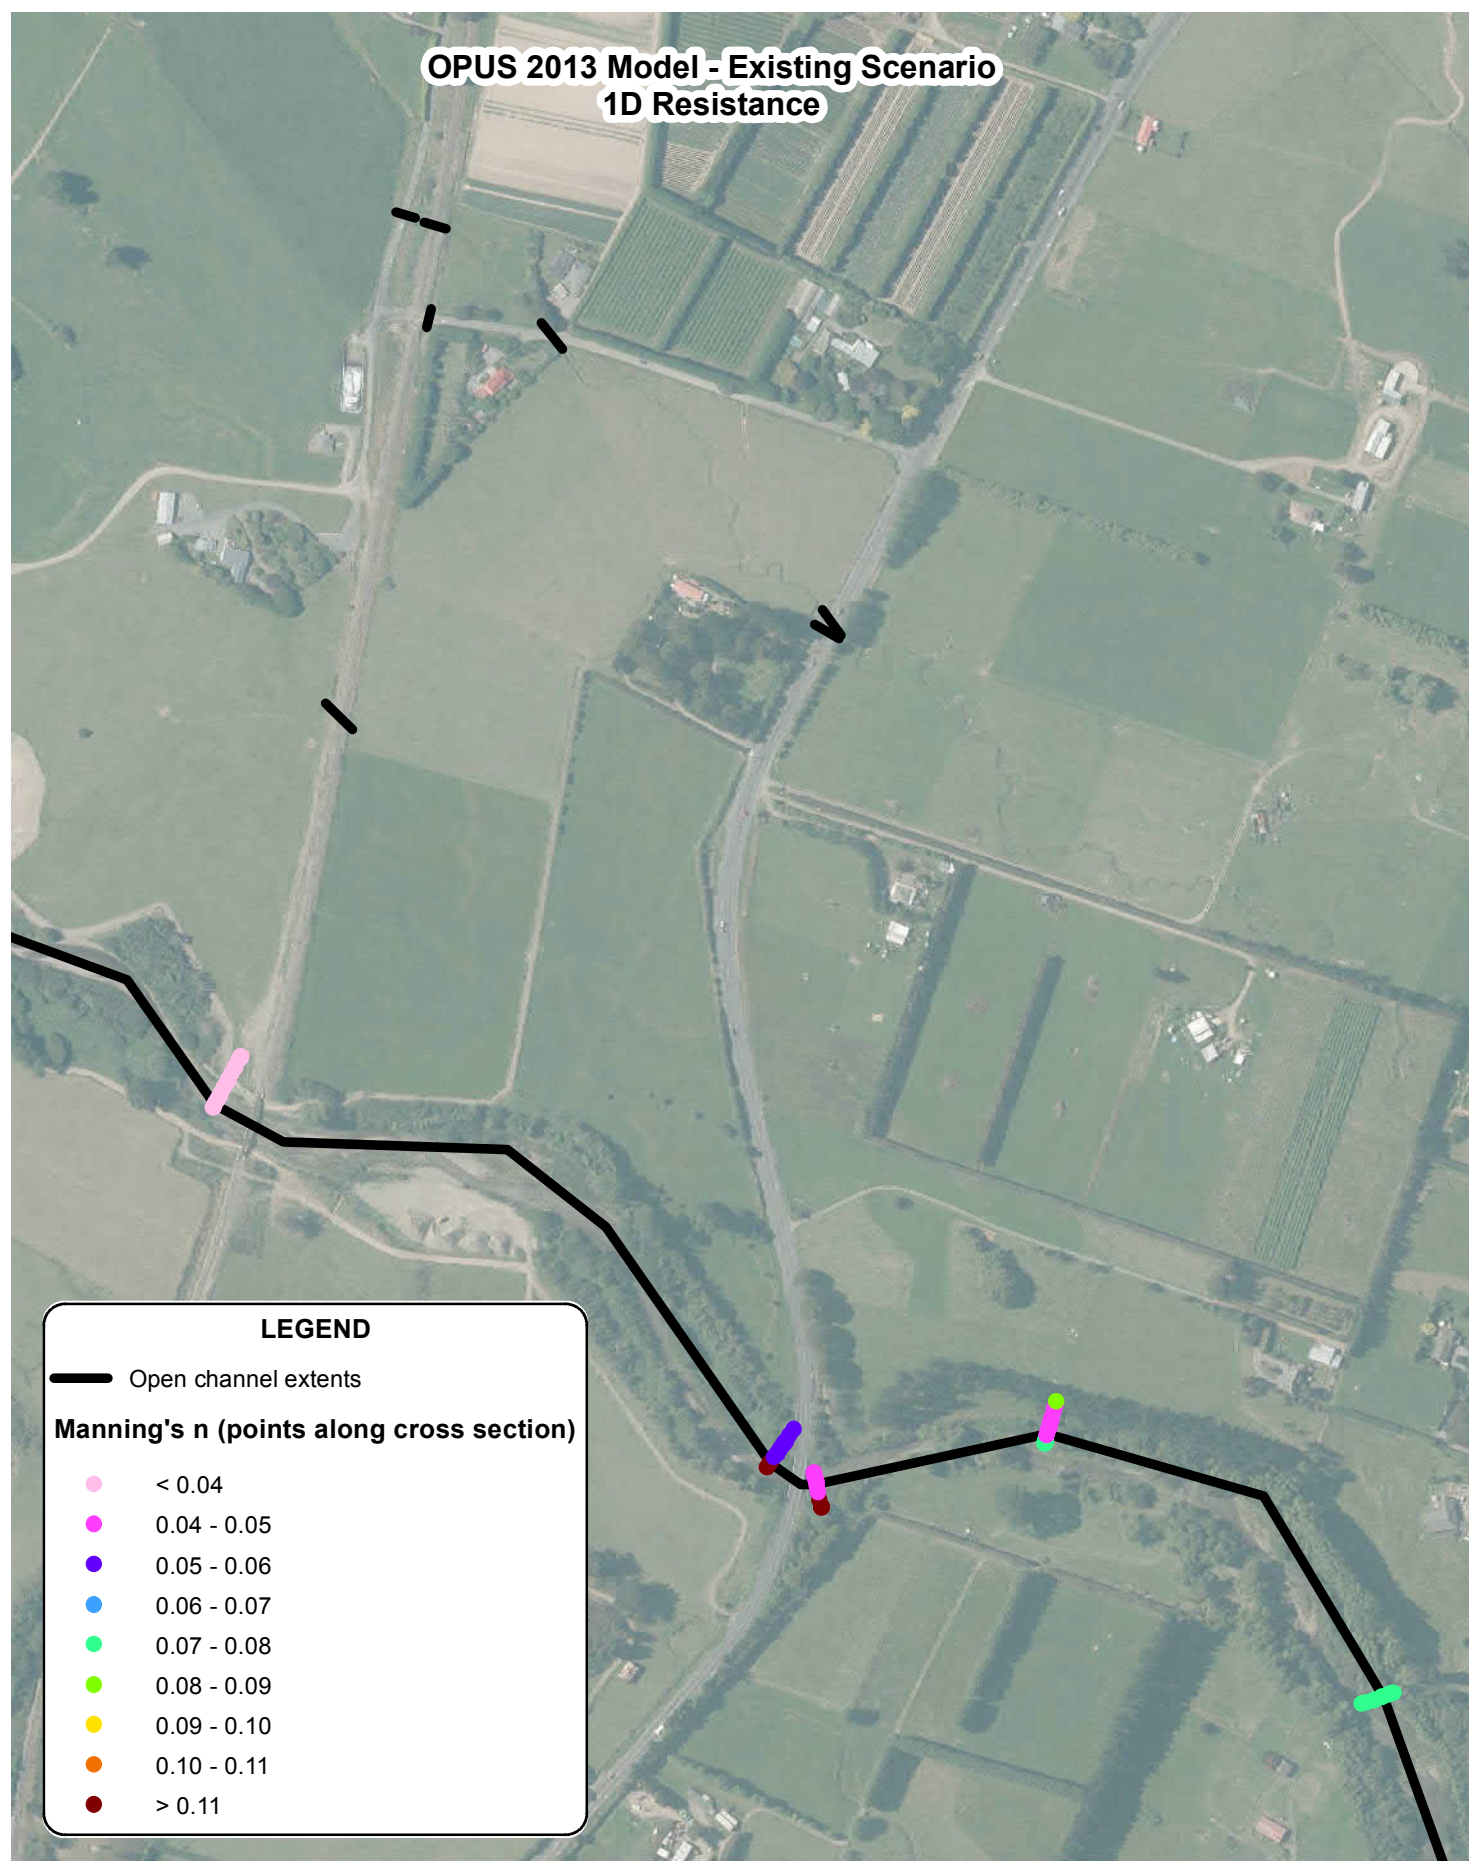 OPUS 2013 Model - Existing Scenario
1D Resistance
LEGEND
Open channel extents
Manning's n (points along cross section)
< 0.04
0.04 - 0.05
0.05 - 0.06
0.06 - 0.07
0.07 - 0.08
0.08 - 0.09
0.09 - 0.10
0.10 - 0.11
> 0.11